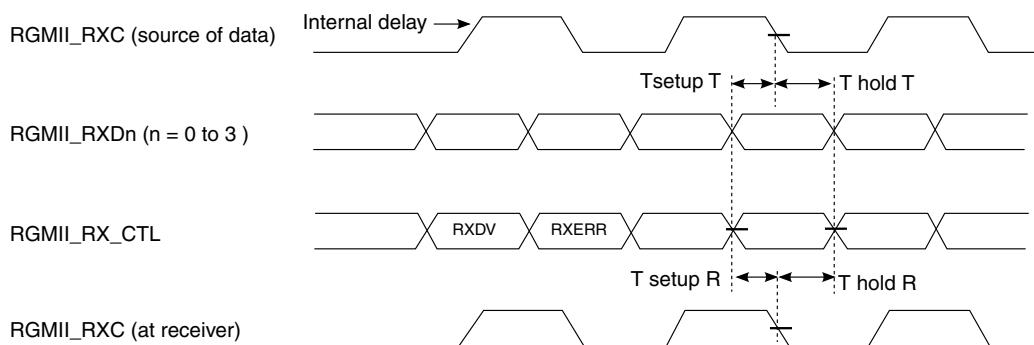 Internal delay
RGMII_RXC (source of data)
Tsetup T
T hold T
RGMII_RXDn (n = 0 to 3 )
RGMII_RX_CTL
RXDV
RXERR
T setup R
T hold R
RGMII_RXC (at receiver)